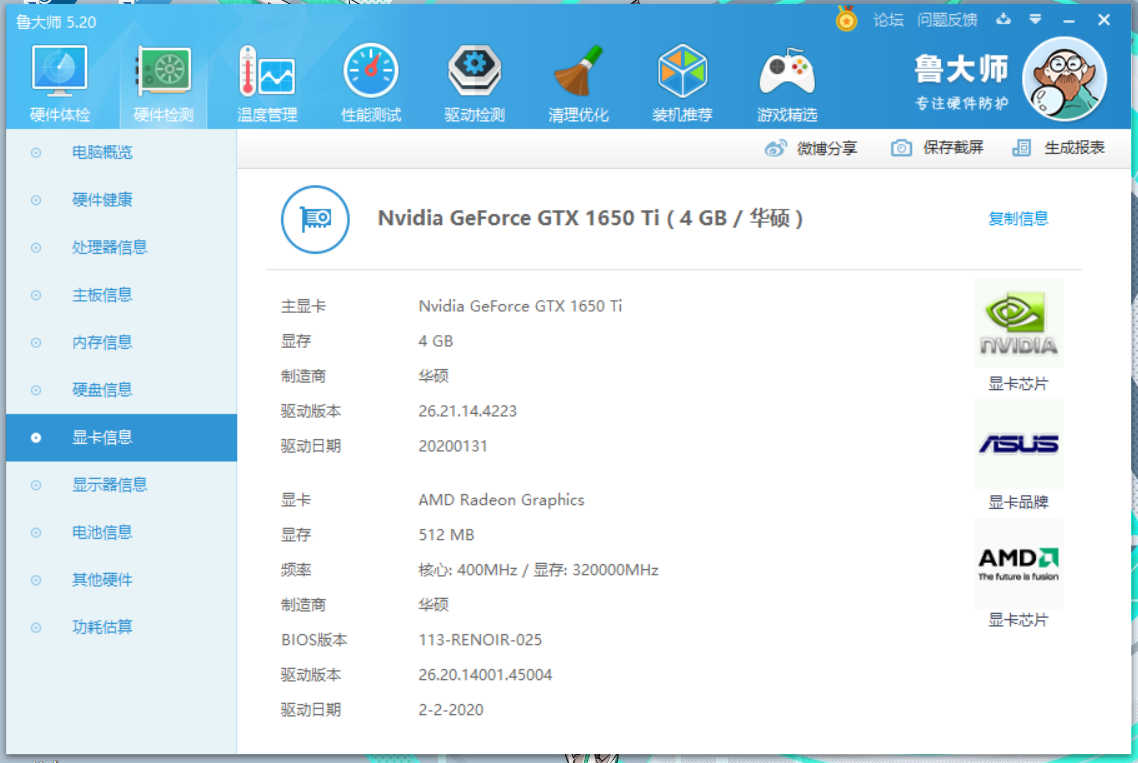 鲁大师 5.20
论坛 问题反馈
硬件体检 硬件检测 温度管理 性能测试 驱动检测 清理优化 装机推荐 游戏精选
鲁大师
专注硬件防护
微博分享 保存截屏 生成报表
电脑概览
硬件健康
处理器信息
主板信息
内存信息
硬盘信息
显卡信息
显示器信息
电池信息
其他硬件
功耗估算
Nvidia GeForce GTX 1650 Ti ( 4 GB / 华硕 )
复制信息
主显卡 Nvidia GeForce GTX 1650 Ti
显存 4 GB
制造商 华硕
驱动版本 26.21.14.4223
驱动日期 20200131
显卡 AMD Radeon Graphics
显存 512 MB
频率 核心: 400MHz / 显存: 320000MHz
制造商 华硕
BIOS版本 113-RENOIR-025
驱动版本 26.20.14001.45004
驱动日期 2-2-2020
NVIDIA
显卡芯片
ASUS
显卡品牌
AMD
The future is fusion
显卡芯片